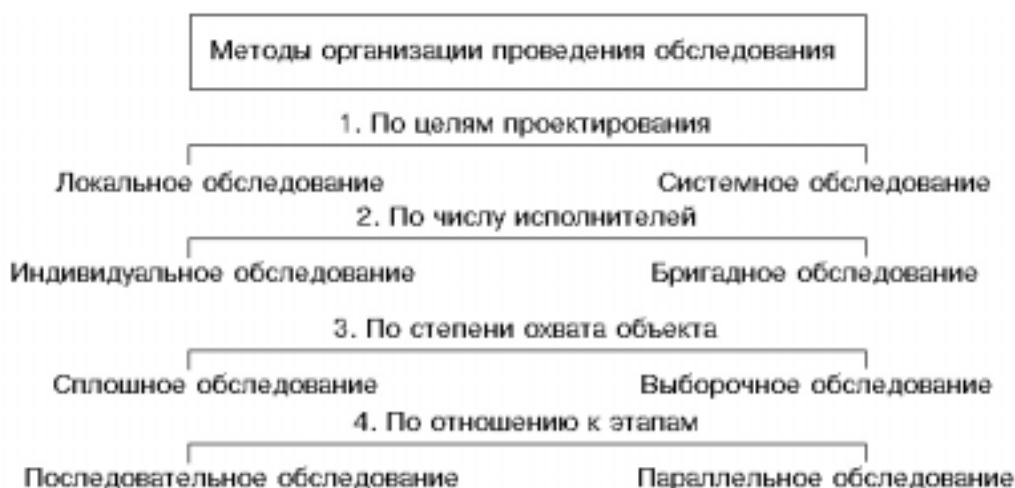 Методы организации проведения обследования
1. По целям проектирования
Локальное обследование Системное обследование
2. По числу исполнителей
Индивидуальное обследование Бригадное обследование
3. По степени охвата объекта
Сплошное обследование Выборочное обследование
4. По отношению к этапам
Последовательное обследование Параллельное обследование